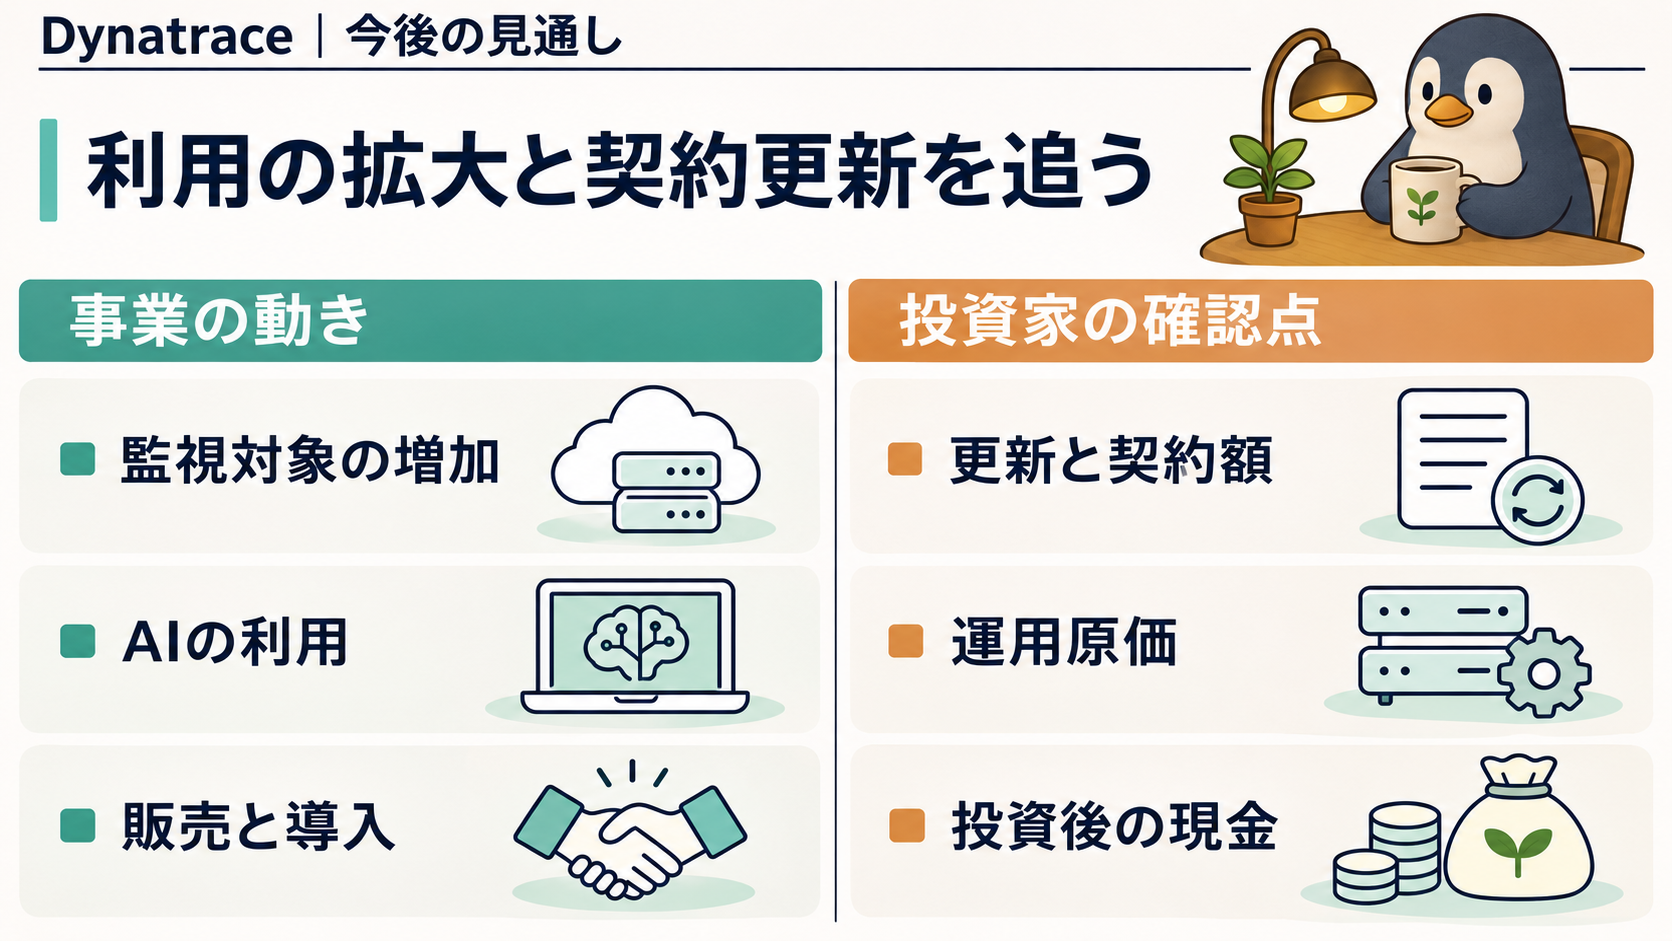 Dynatrace｜今後の見通し
利用の拡大と契約更新を追う
事業の動き
監視対象の増加
AIの利用
販売と導入
投資家の確認点
更新と契約額
運用原価
投資後の現金